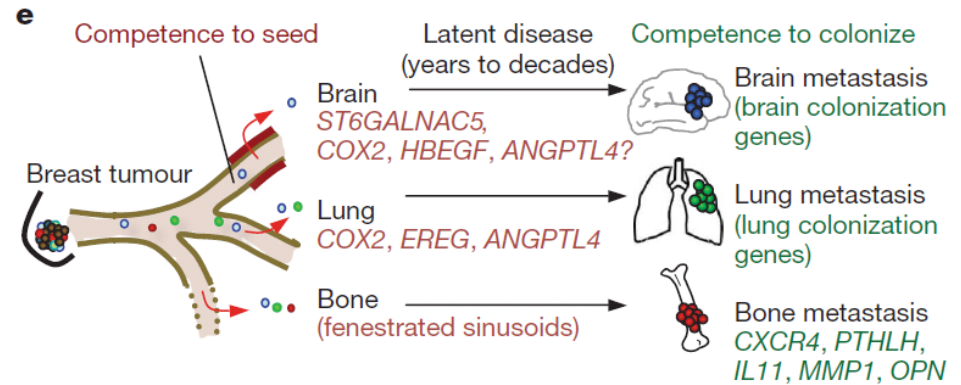 e
Competence to seed
Latent disease
(years to decades)
Competence to colonize
Breast tumour
Brain
ST6GALNAC5,
COX2, HBEGF, ANGPTL4?
Brain metastasis
(brain colonization
genes)
Lung
COX2, EREG, ANGPTL4
Lung metastasis
(lung colonization
genes)
Bone
(fenestrated sinusoids)
Bone metastasis
CXCR4, PTHLH,
IL11, MMP1, OPN